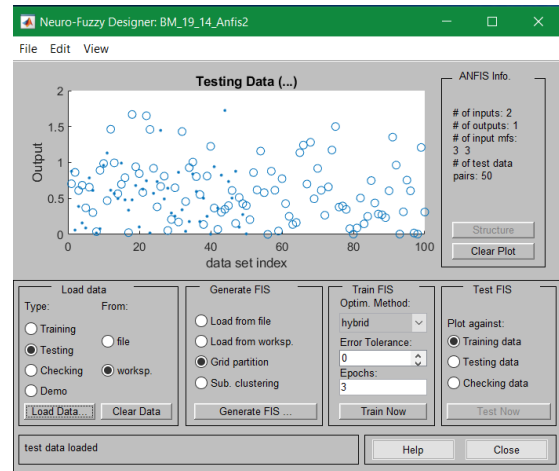 Neuro-Fuzzy Designer: BM_19_14_Anfis2
File Edit View
Testing Data (...)
2
1.5
1
0.5
0
Output
0 20 40 60 80 100
data set index
ANFIS Info.
# of inputs: 2
# of outputs: 1
# of input mfs:
3 3
# of test data
pairs: 50
Structure
Clear Plot
Load data
Type: From:
Training
Testing
Checking
Demo
file
worksp.
Load Data...
Clear Data
Generate FIS
Load from file
Load from worksp.
Grid partition
Sub. clustering
Generate FIS ...
Train FIS
Optim. Method:
hybrid
Error Tolerance:
0
Epochs:
3
Train Now
Test FIS
Plot against:
Training data
Testing data
Checking data
Test Now
test data loaded
Help
Close